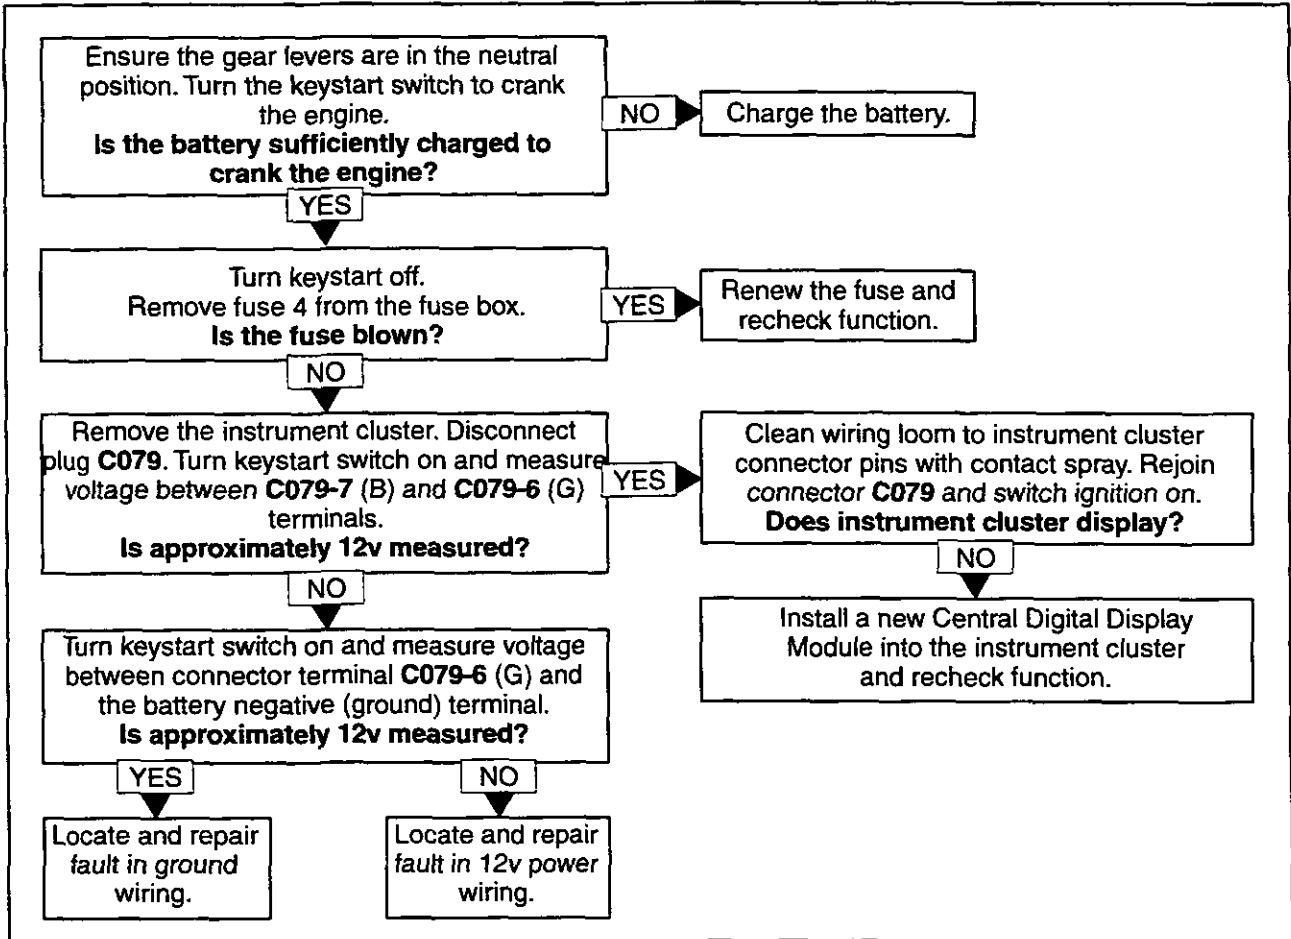 Ensure the gear levers are in the neutral
position. Turn the keystart switch to crank
the engine.
Is the battery sufficiently charged to
crank the engine?
NO
Charge the battery.
YES
Turn keystart off.
Remove fuse 4 from the fuse box.
Is the fuse blown?
YES
Renew the fuse and
recheck function.
NO
Remove the instrument cluster. Disconnect
plug C079. Turn keystart switch on and measure
voltage between C079-7 (B) and C079-6 (G)
terminals.
Is approximately 12v measured?
YES
Clean wiring loom to instrument cluster
connector pins with contact spray. Rejoin
connector C079 and switch ignition on.
Does instrument cluster display?
NO
Install a new Central Digital Display
Module into the instrument cluster
and recheck function.
NO
Turn keystart switch on and measure voltage
between connector terminal C079-6 (G) and
the battery negative (ground) terminal.
Is approximately 12v measured?
YES
Locate and repair
fault in ground
wiring.
NO
Locate and repair
fault in 12v power
wiring.